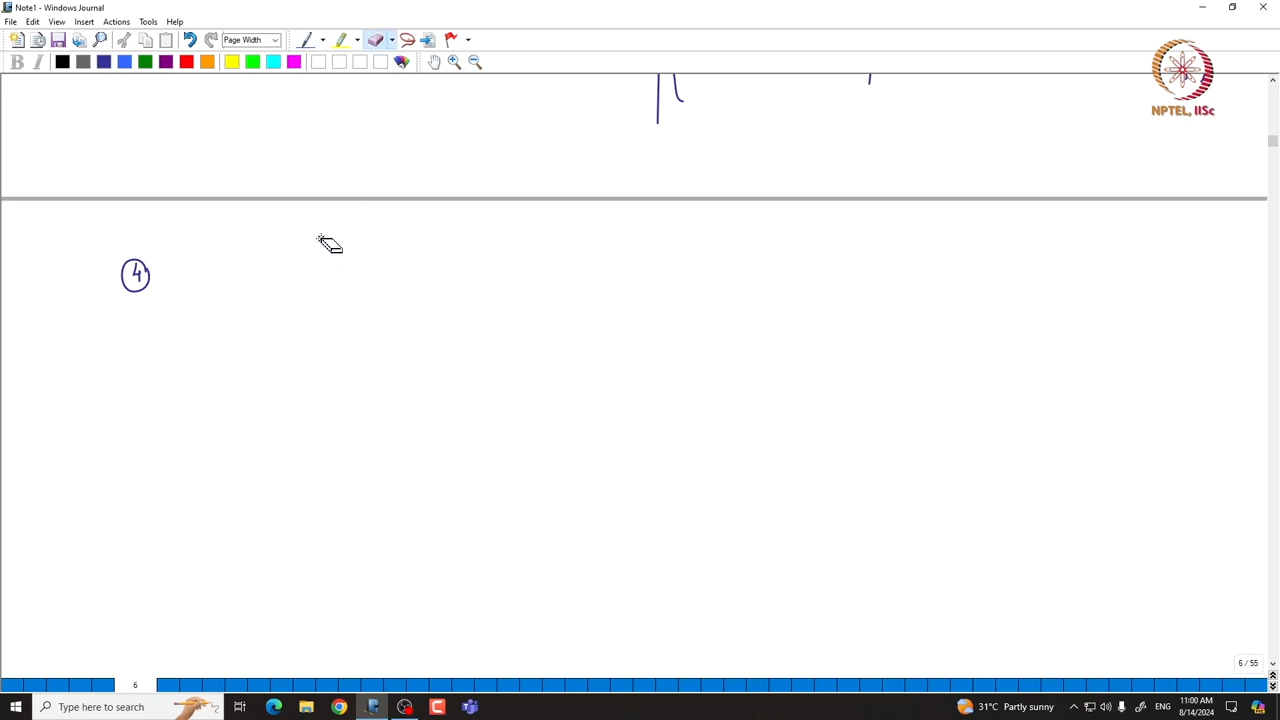 Note1 - Windows Journal
File Edit View Insert Actions Tools Help
Page Width
B I
NPTEL, IISc
4
6 / 55
6
Type here to search
31°C Partly sunny
ENG
11:00 AM
8/14/2024